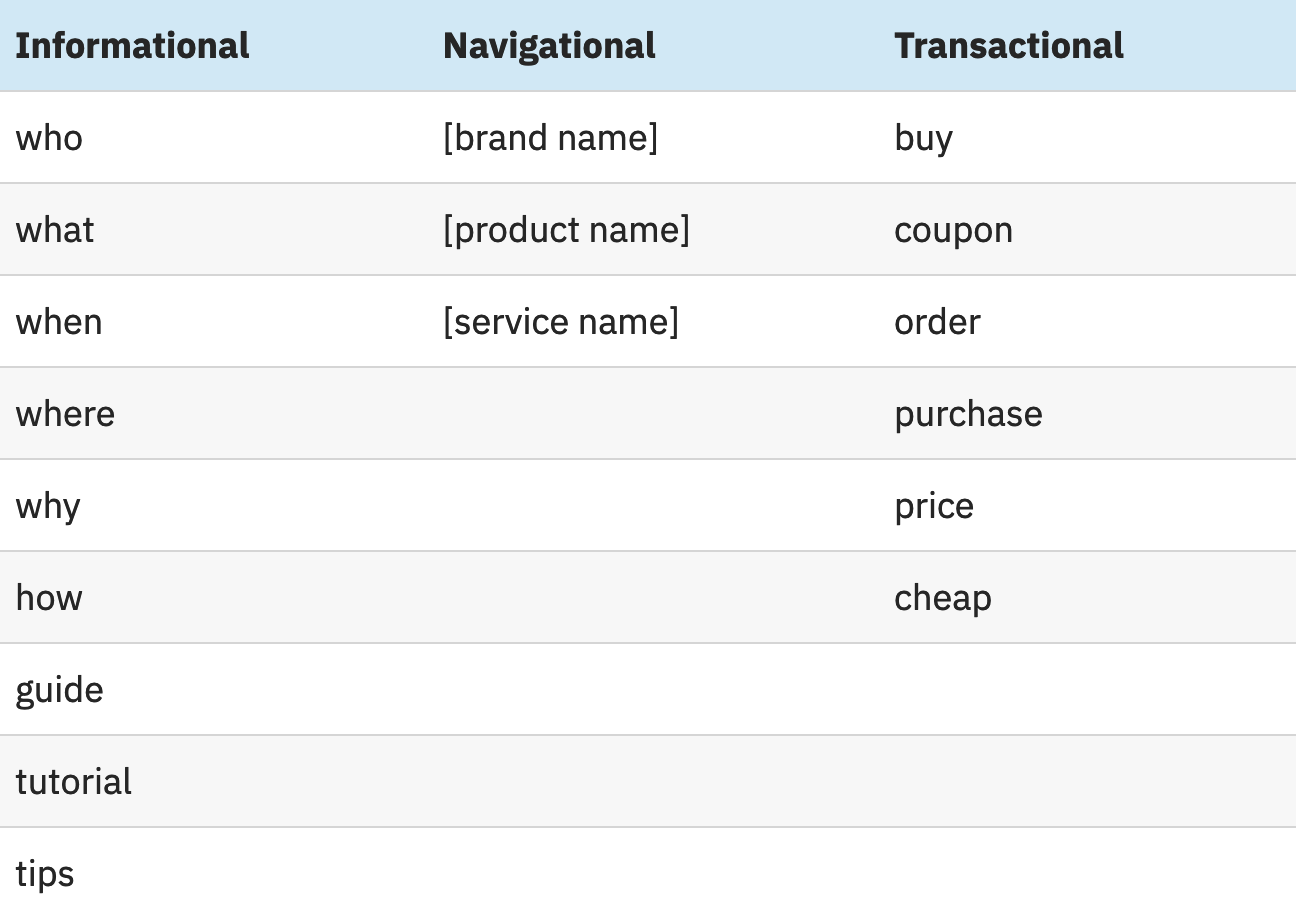 Informational Navigational Transactional
who [brand name] buy
what [product name] coupon
when [service name] order
where purchase
why price
how cheap
guide
tutorial
tips